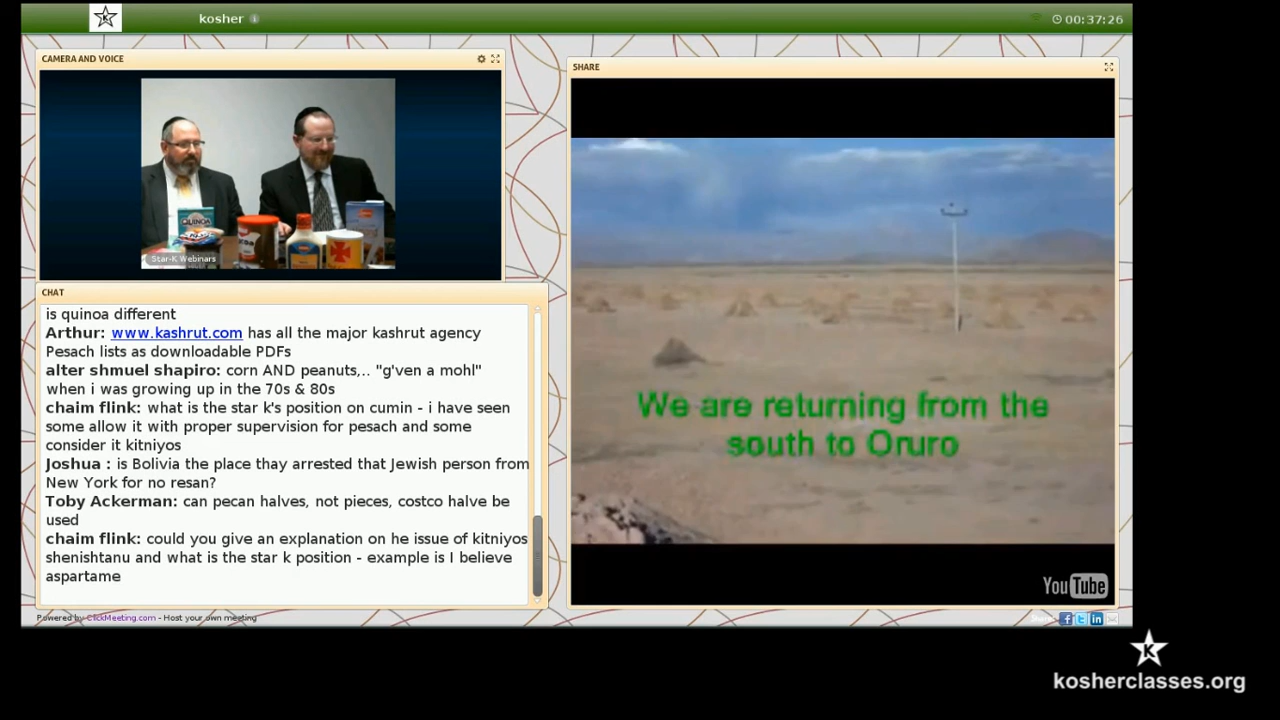 kosher
00:37:26
CAMERA AND VOICE
QUINOA
Star-K Webinars
CHAT
is quinoa different
Arthur: www.kashrut.com has all the major kashrut agency
Pesach lists as downloadable PDFs
alter shmuel shapiro: corn AND peanuts,.. "g'ven a mohl"
when i was growing up in the 70s & 80s
chaim flink: what is the star k's position on cumin - i have seen
some allow it with proper supervision for pesach and some
consider it kitniyos
Joshua : is Bolivia the place thay arrested that Jewish person from
New York for no resan?
Toby Ackerman: can pecan halves, not pieces, costco halve be
used
chaim flink: could you give an explanation on he issue of kitniyos
shenishtanu and what is the star k position - example is I believe
aspartame
Powered by ClickMeeting.com - Host your own meeting
SHARE
We are returning from the
south to Oruro
YouTube
K
kosherclasses.org